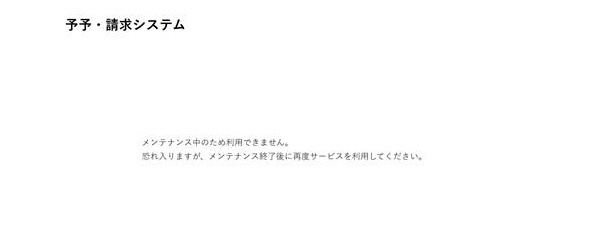 予予・請求システム
メンテナンス中のため利用できません。
恐れ入りますが、メンテナンス終了後に再度サービスを利用してください。